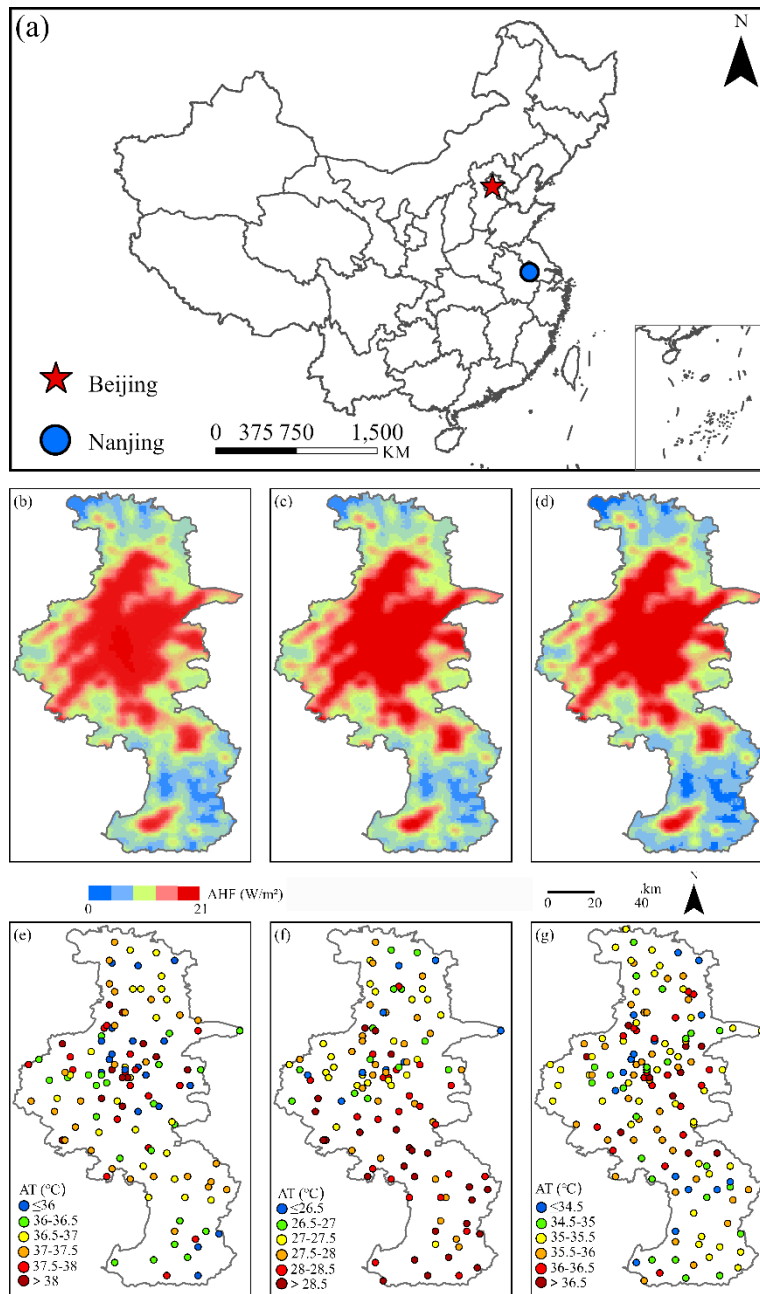 (a)
N
Beijing
Nanjing
0 375 750 1,500
KM
(b)
(c)
(d)
AHF (W/m²)
0 21
km
0 20 40
N
(e)
(f)
(g)
AT (°C)
≤36
36-36.5
36.5-37
37-37.5
37.5-38
> 38
AT (°C)
≤26.5
26.5-27
27-27.5
27.5-28
28-28.5
> 28.5
AT (°C)
<34.5
34.5-35
35-35.5
35.5-36
36-36.5
> 36.5